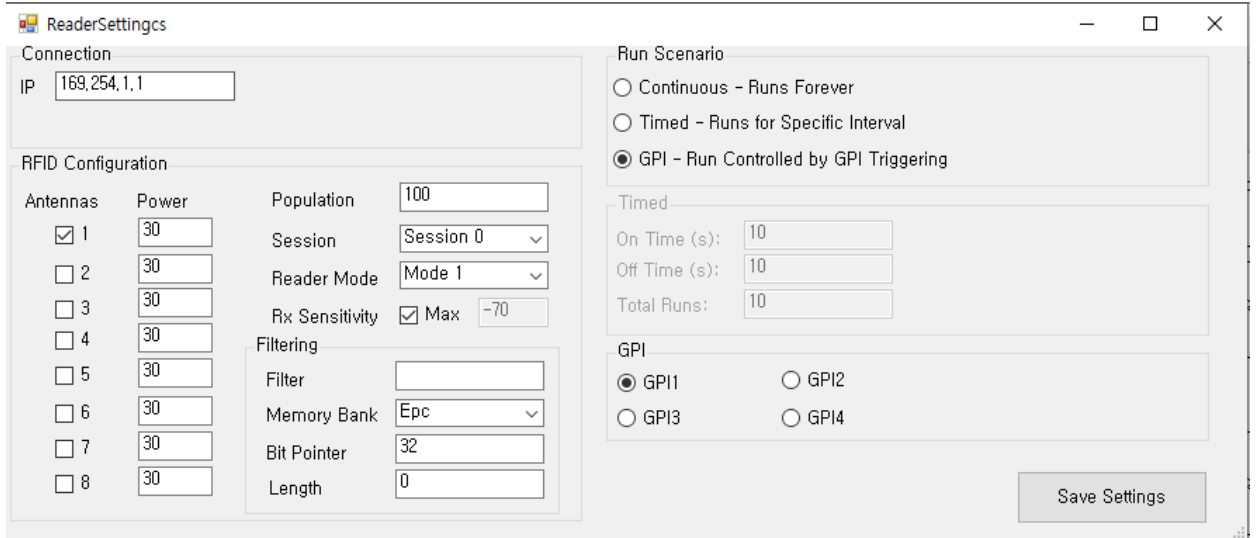 ReaderSettingcs
Connection
IP 169,254,1,1
RFID Configuration
Antennas Power
1 30
2 30
3 30
4 30
5 30
6 30
7 30
8 30
Population 100
Session Session 0
Reader Mode Mode 1
Rx Sensitivity Max -70
Filtering
Filter
Memory Bank Epc
Bit Pointer 32
Length 0
Run Scenario
Continuous - Runs Forever
Timed - Runs for Specific Interval
GPI - Run Controlled by GPI Triggering
Timed
On Time (s): 10
Off Time (s): 10
Total Runs: 10
GPI
GPI1 GPI2
GPI3 GPI4
Save Settings